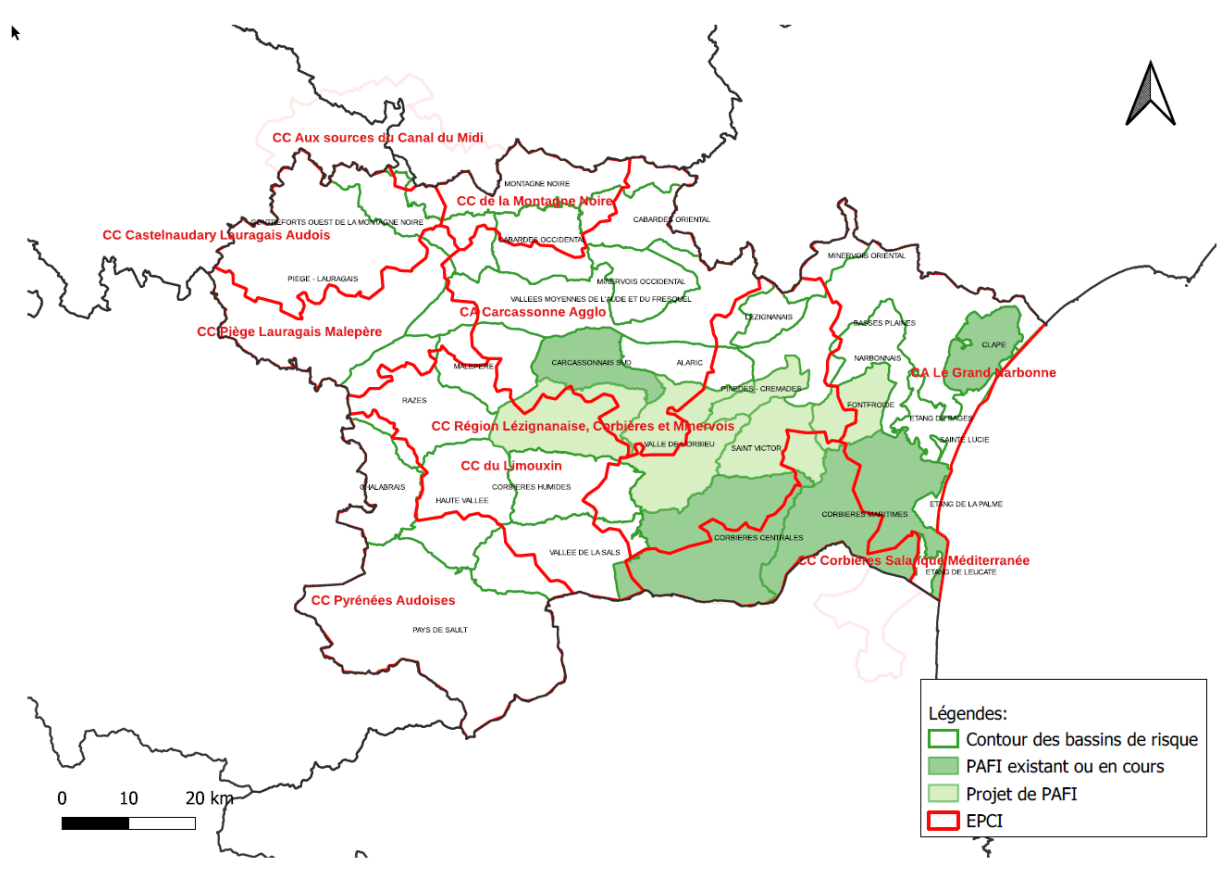 CC Aux sources du Canal du Midi
MONTAGNE NOIRE
CC de la Montagne Noire
CABARDES ORIENTAL
CONTREFORTS OUEST DE LA MONTAGNE NOIRE
CC Castelnaudary Lauragais Audois
CABARDES OCCIDENTAL
MINERVOIS ORIENTAL
PIEGE - LAURAGAIS
MINERVOIS OCCIDENTAL
VALLEES MOYENNES DE L'AUDE ET DU FRESQUEL
CA Carcassonne Agglo
LEZIGNANAIS
BASSES PLAINES
CC Piège Lauragais Malepère
CLAPE
NARBONNAIS
CARCASSONNAIS SUD
ALARIC
MALEPERE
CA Le Grand Narbonne
PINEDES - CREMADES
RAZES
FONTFROIDE
ETANG DE BAGES
CC Région Lézignanaise, Corbières et Minervois
SAINTE LUCIE
VALLE DE L'ORBIEU
SAINT VICTOR
CC du Limouxin
CHALABRAIS
CORBIERES HUMIDES
HAUTE VALLEE
ETANG DE LA PALME
CORBIERES MARITIMES
CORBIERES CENTRALES
VALLEE DE LA SALS
CC Corbières Salanque Méditerranée
ETANG DE LEUCATE
CC Pyrénées Audoises
PAYS DE SAULT
Légendes:
Contour des bassins de risque
PAFI existant ou en cours
Projet de PAFI
EPCI
0 10 20 km